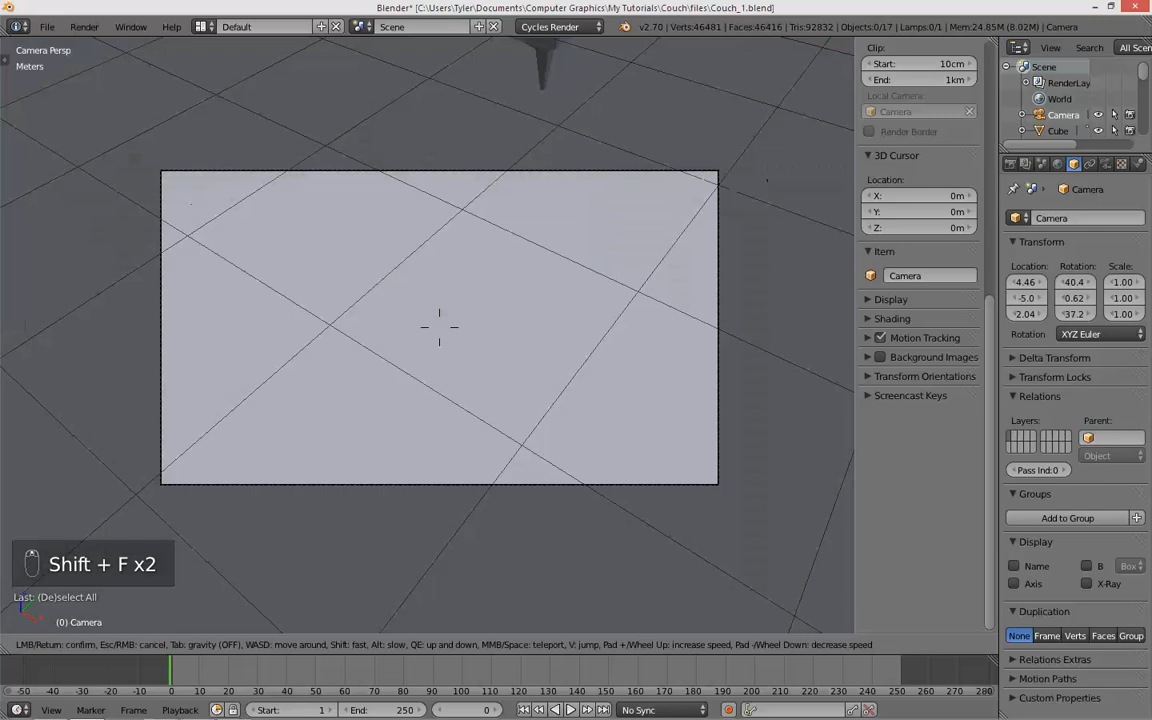 Blender* [C:\Users\Tyler\Documents\Computer Graphics\My Tutorials\Couch\files\Couch_1.blend]
File Render Window Help Default Scene Cycles Render v2.70 | Verts:46481 | Faces:46416 | Tris:92832 | Objects:0/17 | Lamps:0/1 | Mem:24.85M (8.02M) | Camera
View Search All Scen
Camera Persp
Meters
Clip:
Start: 10cm
End: 1km
Local Camera:
Camera
Render Border
3D Cursor
Location:
X: 0m
Y: 0m
Z: 0m
Item
Camera
Display
Shading
Motion Tracking
Background Images
Transform Orientations
Screencast Keys
Scene
RenderLay
World
Camera
Cube
Camera
Camera
Transform
Location: Rotation: Scale:
4.46 40.4 1.00
-5.0 0.62 1.00
2.04 37.2 1.00
Rotation XYZ Euler
Delta Transform
Transform Locks
Relations
Layers: Parent:
Pass Ind:0 Object
Groups
Add to Group
Display
Name B Box
Axis X-Ray
Duplication
None Frame Verts Faces Group
Relations Extras
Motion Paths
Custom Properties
Shift + F x2
Last: (De)select All
(0) Camera
LMB/Return: confirm, Esc/RMB: cancel, Tab: gravity (OFF), WASD: move around, Shift: fast, Alt: slow, QE: up and down, MMB/Space: teleport, V: jump, Pad +/Wheel Up: increase speed, Pad -/Wheel Down: decrease speed
-50 -40 -30 -20 -10 0 10 20 30 40 50 60 70 80 90 100 110 120 130 140 150 160 170 180 190 200 210 220 230 240 250 260 270 280
View Marker Frame Playback Start: 1 End: 250 0 No Sync